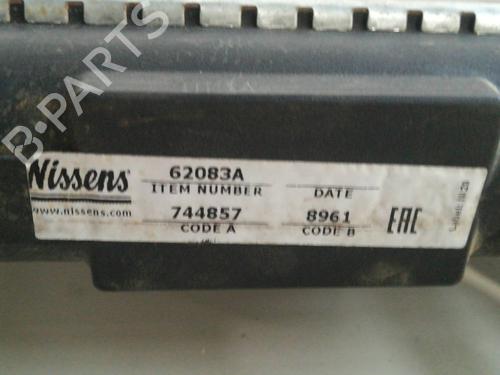 B-PARTS
Nissens
www.nissens.com
62083A
ITEM NUMBER
DATE
744857
CODE A
8961
CODE B
EAC